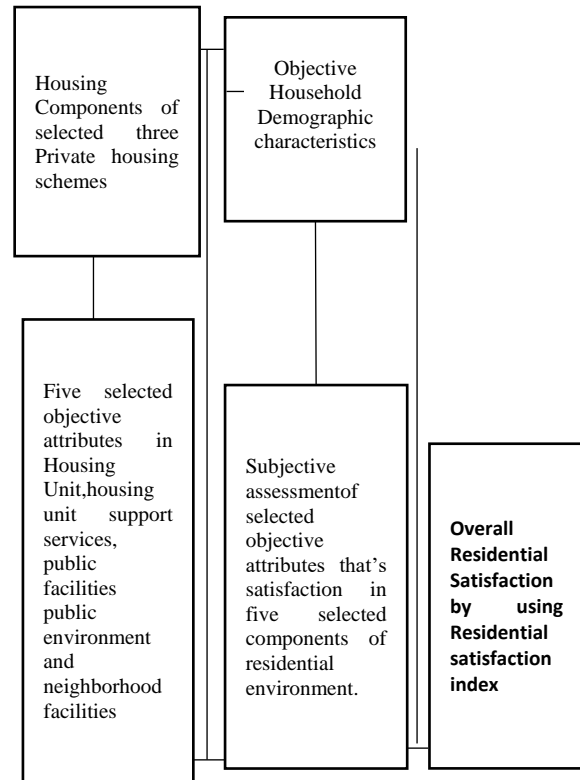 Housing
Components of
selected three
Private housing
schemes
Objective
Household
Demographic
characteristics
Five selected
objective
attributes in
Housing
Unit,housing
unit support
services,
public
facilities
public
environment
and
neighborhood
facilities
Subjective
assessmentof
selected
objective
attributes that's
satisfaction in
five selected
components of
residential
environment.
Overall
Residential
Satisfaction
by using
Residential
satisfaction
index